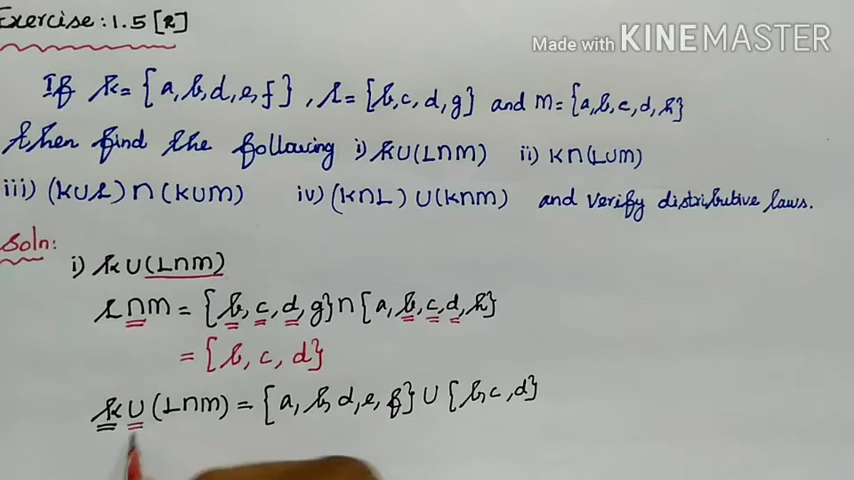 Exercise: 1.5 [2]
Made with KINEMASTER
If K = {a, b, d, e, f}, L = {b, c, d, g} and m = {a, b, c, d, h}
then find the following i) K∪(L∩m) ii) K∩(L∪m)
iii) (K∪L)∩(K∪m) iv) (K∩L)∪(K∩m) and verify distributive laws.
Soln:
i) K∪(L∩m)
L∩m = {b, c, d, g}∩{a, b, c, d, h}
= {b, c, d}
K∪(L∩m) = {a, b, d, e, f}∪{b, c, d}